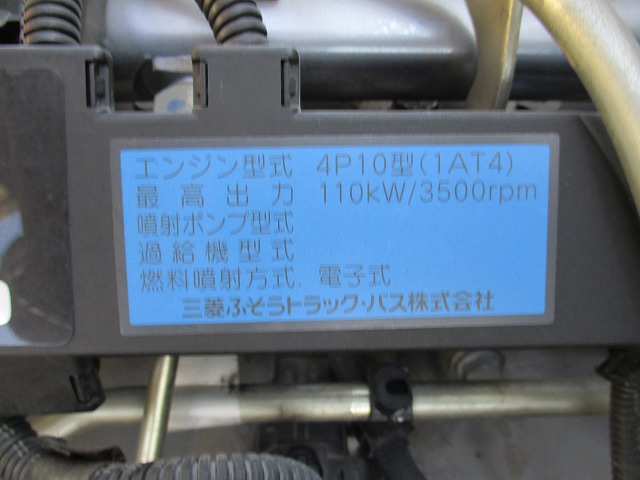 エンジン型式 4P10型(1AT4)
最高出力 110kW/3500rpm
噴射ポンプ型式
過給機型式
燃料噴射方式. 電子式
三菱ふそうトラック・バス株式会社